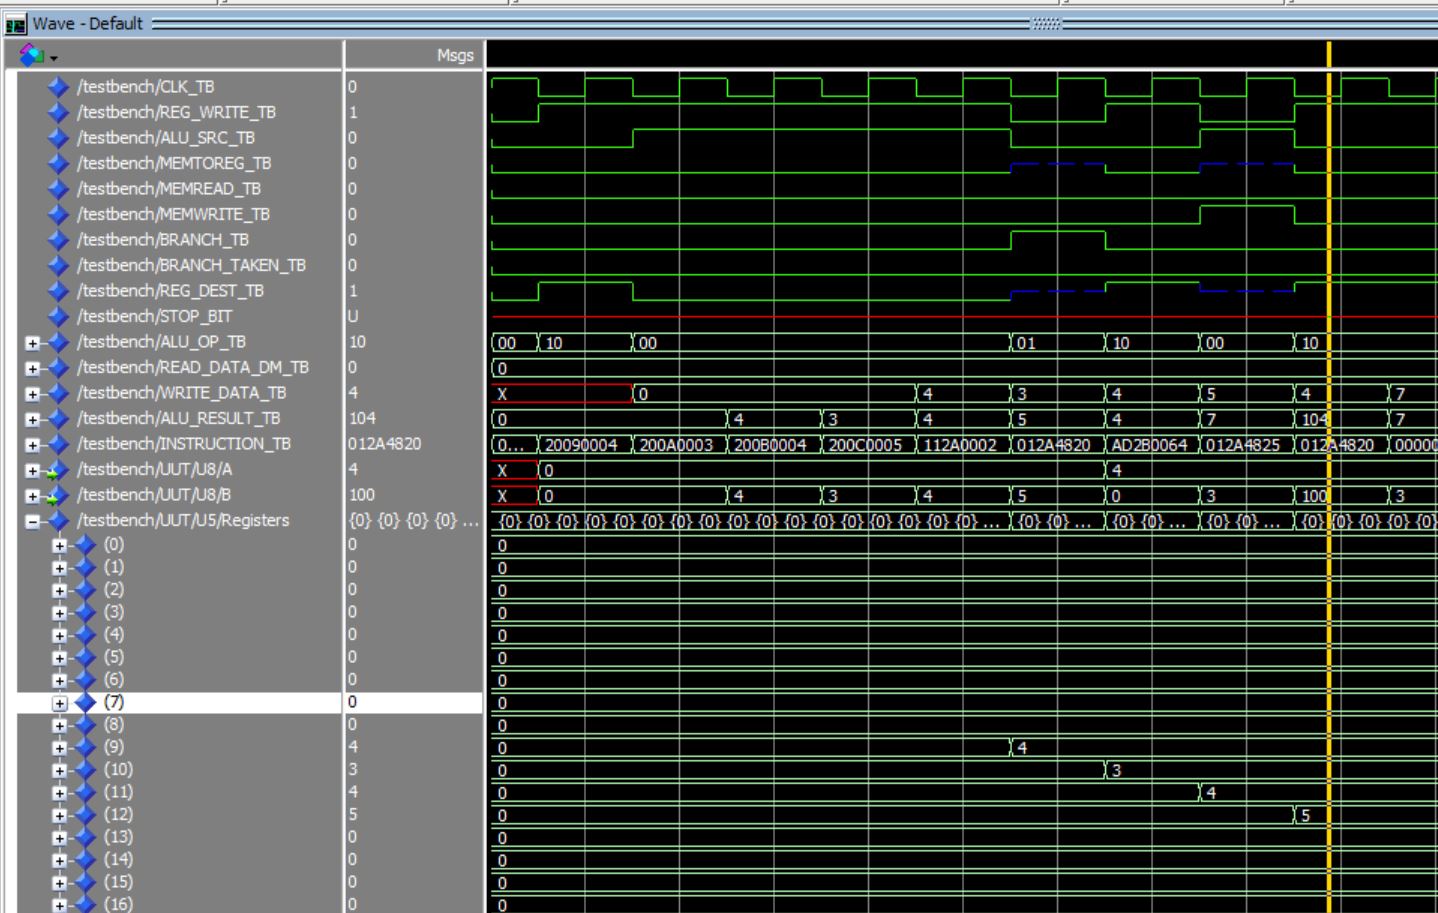 Wave - Default
Msgs
/testbench/CLK_TB 0
/testbench/REG_WRITE_TB 1
/testbench/ALU_SRC_TB 0
/testbench/MEMTOREG_TB 0
/testbench/MEMREAD_TB 0
/testbench/MEMWRITE_TB 0
/testbench/BRANCH_TB 0
/testbench/BRANCH_TAKEN_TB 0
/testbench/REG_DEST_TB 1
/testbench/STOP_BIT U
/testbench/ALU_OP_TB 10 00 10 00 01 10 00 10
/testbench/READ_DATA_DM_TB 0 0
/testbench/WRITE_DATA_TB 4 X 0 4 3 4 5 4 7
/testbench/ALU_RESULT_TB 104 0 4 3 4 5 4 7 104 7
/testbench/INSTRUCTION_TB 012A4820 0... 20090004 200A0003 200B0004 200C0005 112A0002 012A4820 AD2B0064 012A4825 012A4820 00000
/testbench/UUT/U8/A 4 X 0 4
/testbench/UUT/U8/B 100 X 0 4 3 4 5 0 3 100 3
/testbench/UUT/U5/Registers {0} {0} {0} {0} ... {0} {0} {0} {0} {0} {0} {0} {0} {0} {0} {0} {0} {0} {0} {0} {0} {0} ... {0} {0} ... {0} {0} ... {0} {0} ... {0} {0} {0} {0} {0}
(0) 0 0
(1) 0 0
(2) 0 0
(3) 0 0
(4) 0 0
(5) 0 0
(6) 0 0
(7) 0 0
(8) 0 0
(9) 4 0 4
(10) 3 0 3
(11) 4 0 4
(12) 5 0 5
(13) 0 0
(14) 0 0
(15) 0 0
(16) 0 0